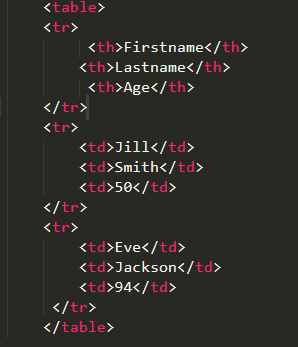 <table>
<tr>
<th>Firstname</th>
<th>Lastname</th>
<th>Age</th>
</tr>
<tr>
<td>Jill</td>
<td>Smith</td>
<td>50</td>
</tr>
<tr>
<td>Eve</td>
<td>Jackson</td>
<td>94</td>
</tr>
</table>